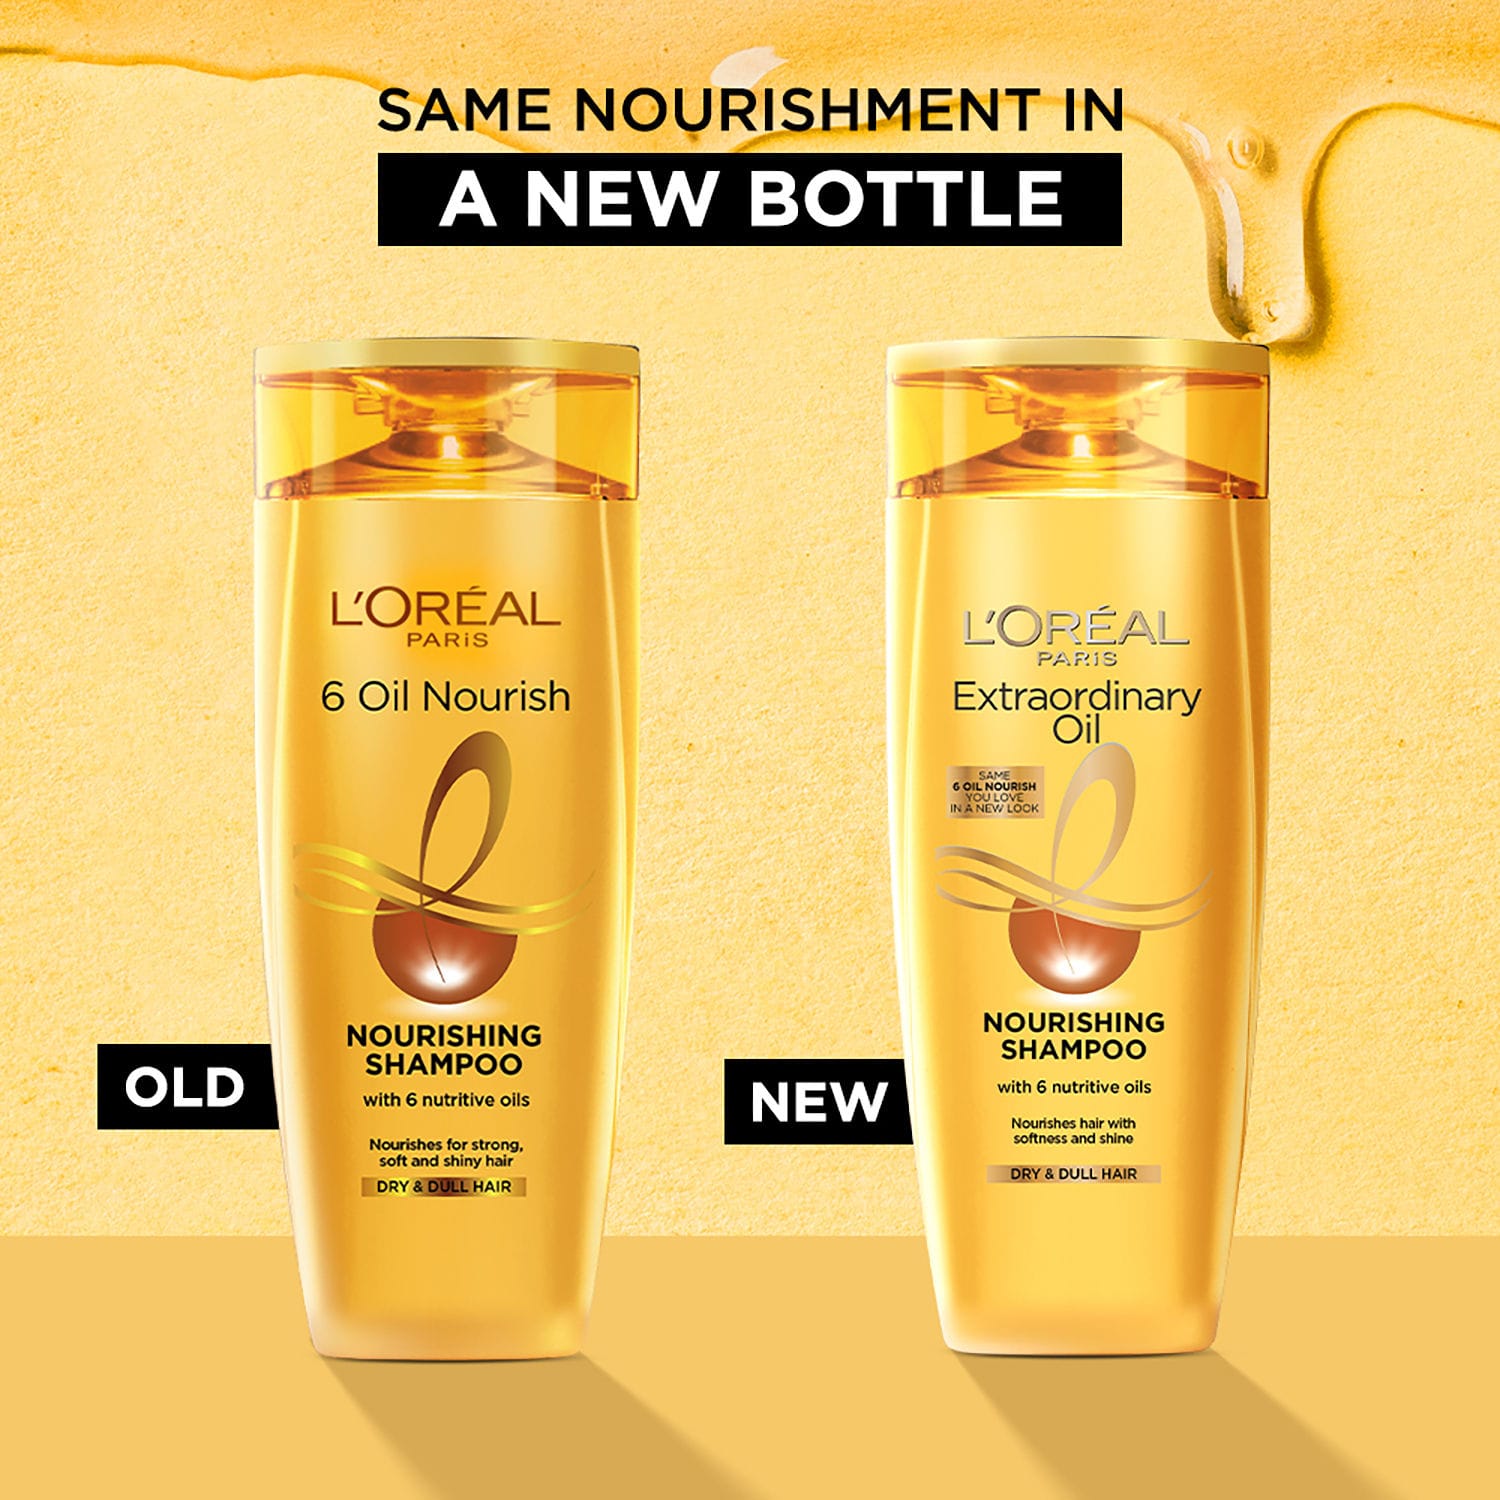 SAME NOURISHMENT IN
A NEW BOTTLE
L'ORÉAL
PARiS
6 Oil Nourish
NOURISHING
SHAMPOO
with 6 nutritive oils
Nourishes for strong,
soft and shiny hair
DRY & DULL HAIR
OLD
L'ORÉAL
PARiS
Extraordinary
Oil
SAME
6 OIL NOURISH
YOU LOVE
IN A NEW LOOK
NOURISHING
SHAMPOO
with 6 nutritive oils
Nourishes hair with
softness and shine
DRY & DULL HAIR
NEW